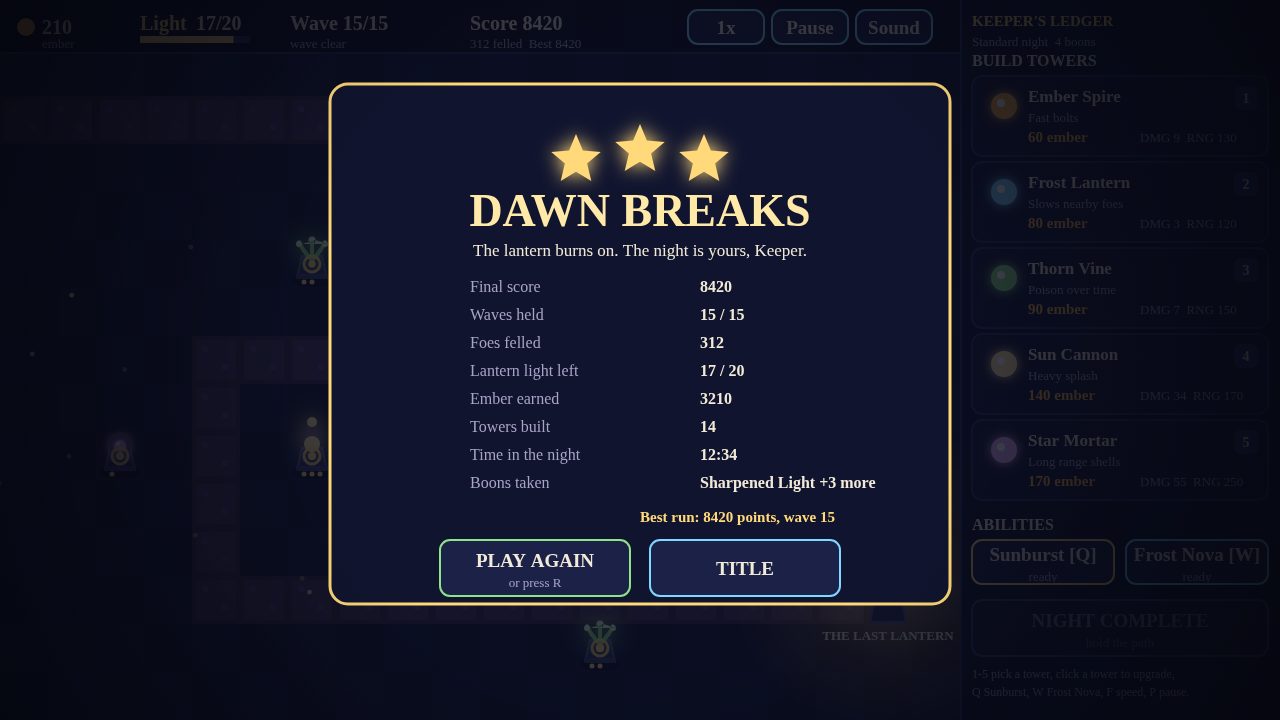 210
ember
Light 17/20
Wave 15/15
wave clear
Score 8420
312 felled Best 8420
1x
Pause
Sound
DAWN BREAKS
The lantern burns on. The night is yours, Keeper.
Final score 8420
Waves held 15 / 15
Foes felled 312
Lantern light left 17 / 20
Ember earned 3210
Towers built 14
Time in the night 12:34
Boons taken Sharpened Light +3 more
Best run: 8420 points, wave 15
PLAY AGAIN
or press R
TITLE
THE LAST LANTERN
KEEPER'S LEDGER
Standard night 4 boons
BUILD TOWERS
Ember Spire 1
Fast bolts
60 ember DMG 9 RNG 130
Frost Lantern 2
Slows nearby foes
80 ember DMG 3 RNG 120
Thorn Vine 3
Poison over time
90 ember DMG 7 RNG 150
Sun Cannon 4
Heavy splash
140 ember DMG 34 RNG 170
Star Mortar 5
Long range shells
170 ember DMG 55 RNG 250
ABILITIES
Sunburst [Q]
ready
Frost Nova [W]
ready
NIGHT COMPLETE
hold the path
1-5 pick a tower, click a tower to upgrade,
Q Sunburst, W Frost Nova, F speed, P pause.